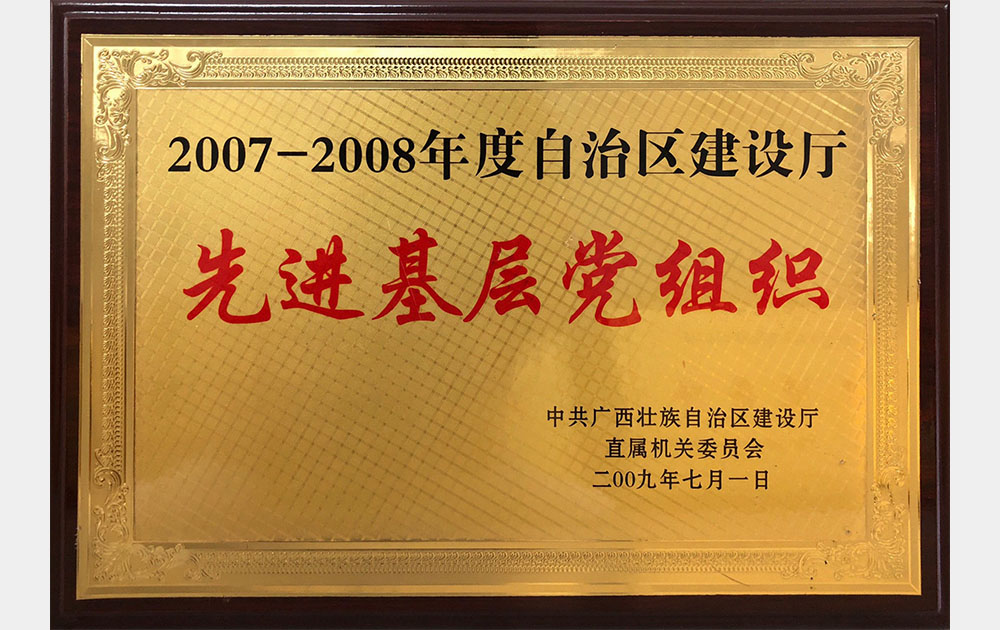 2007-2008年度自治区建设厅
先进基层党组织
中共广西壮族自治区建设厅
直属机关委员会
二00九年七月一日